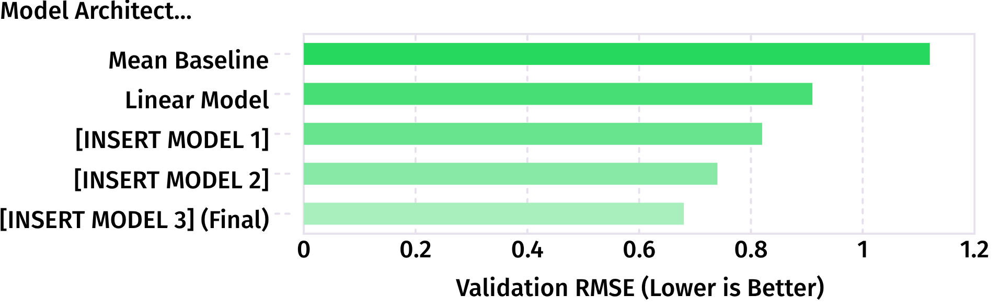 Model Architect...
Mean Baseline
Linear Model
[INSERT MODEL 1]
[INSERT MODEL 2]
[INSERT MODEL 3] (Final)
0 0.2 0.4 0.6 0.8 1 1.2
Validation RMSE (Lower is Better)